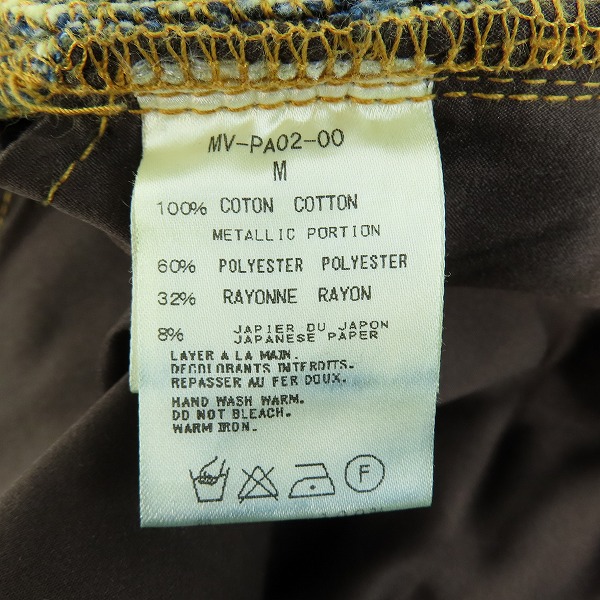 MV-PA02-00
M
100% COTON COTTON
METALLIC PORTION
60% POLYESTER POLYESTER
32% RAYONNE RAYON
8% JAPIER DU JAPON
JAPANESE PAPER
LAYER A LA MAIN.
DECOLORANTS INTERDITS.
REPASSER AU FER DOUX.
HAND WASH WARM.
DO NOT BLEACH.
WARM IRON.
F